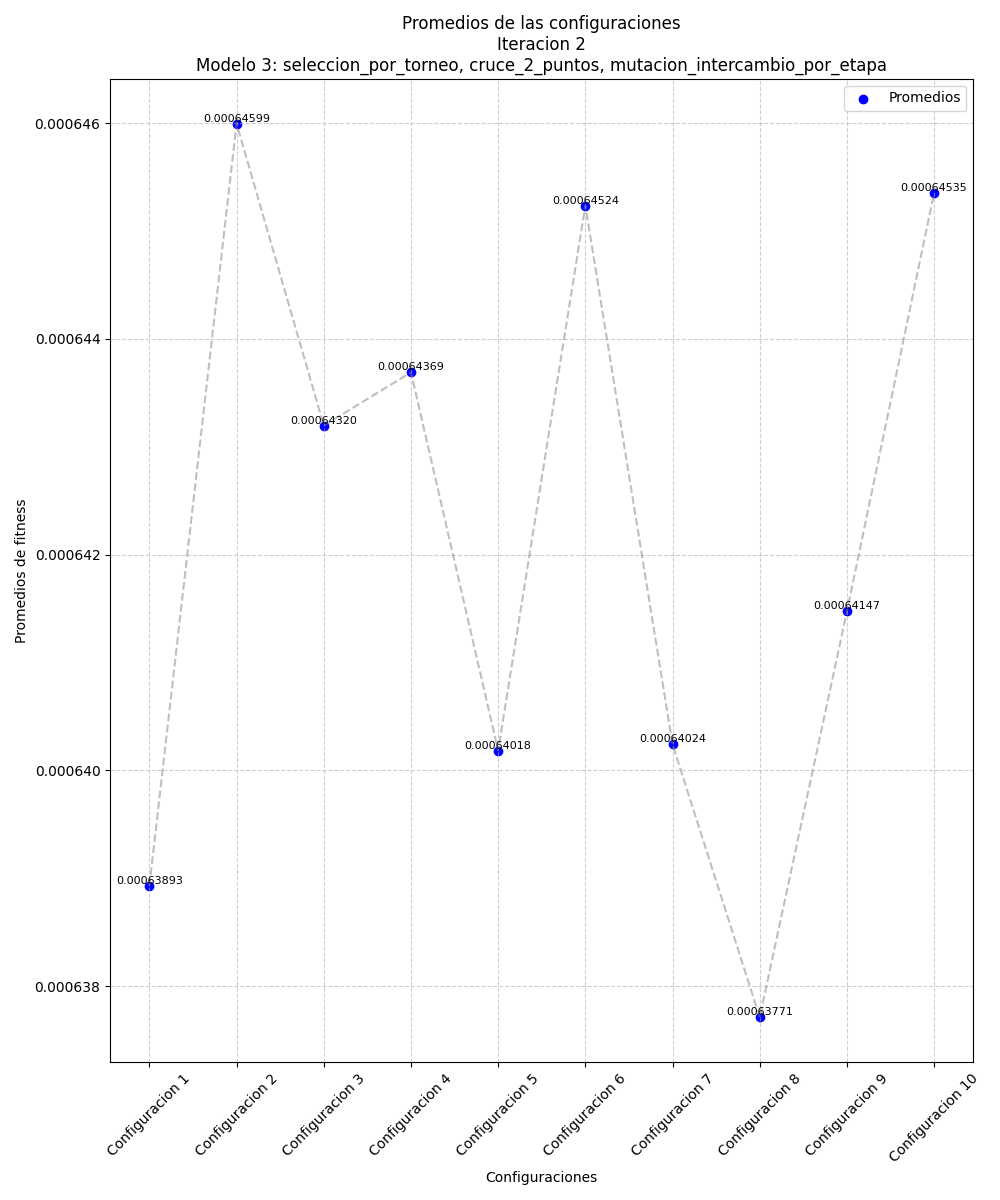 Promedios de las configuraciones
Iteracion 2
Modelo 3: seleccion_por_torneo, cruce_2_puntos, mutacion_intercambio_por_etapa
Promedios
0.000646
0.000644
0.000642
0.000640
0.000638
Promedios de fitness
0.00063893
0.00064599
0.00064320
0.00064369
0.00064018
0.00064524
0.00064024
0.00063771
0.00064147
0.00064535
Configuracion 1
Configuracion 2
Configuracion 3
Configuracion 4
Configuracion 5
Configuracion 6
Configuracion 7
Configuracion 8
Configuracion 9
Configuracion 10
Configuraciones